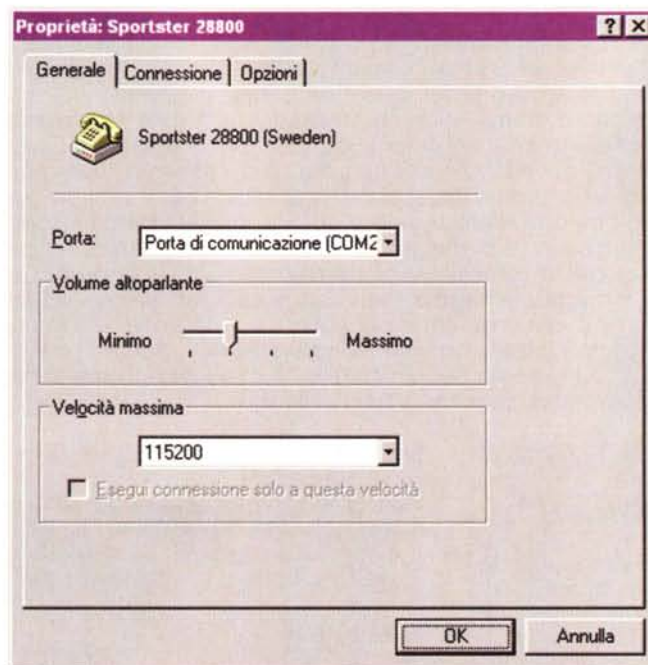 Proprietà: Sportster 28800
Generale Connessione Opzioni
Sportster 28800 (Sweden)
Porta: Porta di comunicazione (COM2
Volume altoparlante
Minimo Massimo
Velocità massima
115200
Esegui connessione solo a questa velocità
OK Annulla